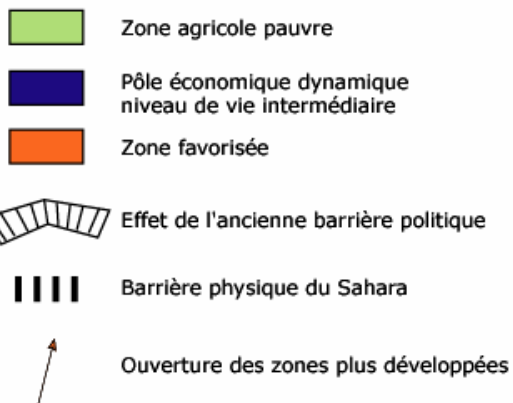 Zone agricole pauvre
Pôle économique dynamique
niveau de vie intermédiaire
Zone favorisée
Effet de l'ancienne barrière politique
Barrière physique du Sahara
Ouverture des zones plus développées